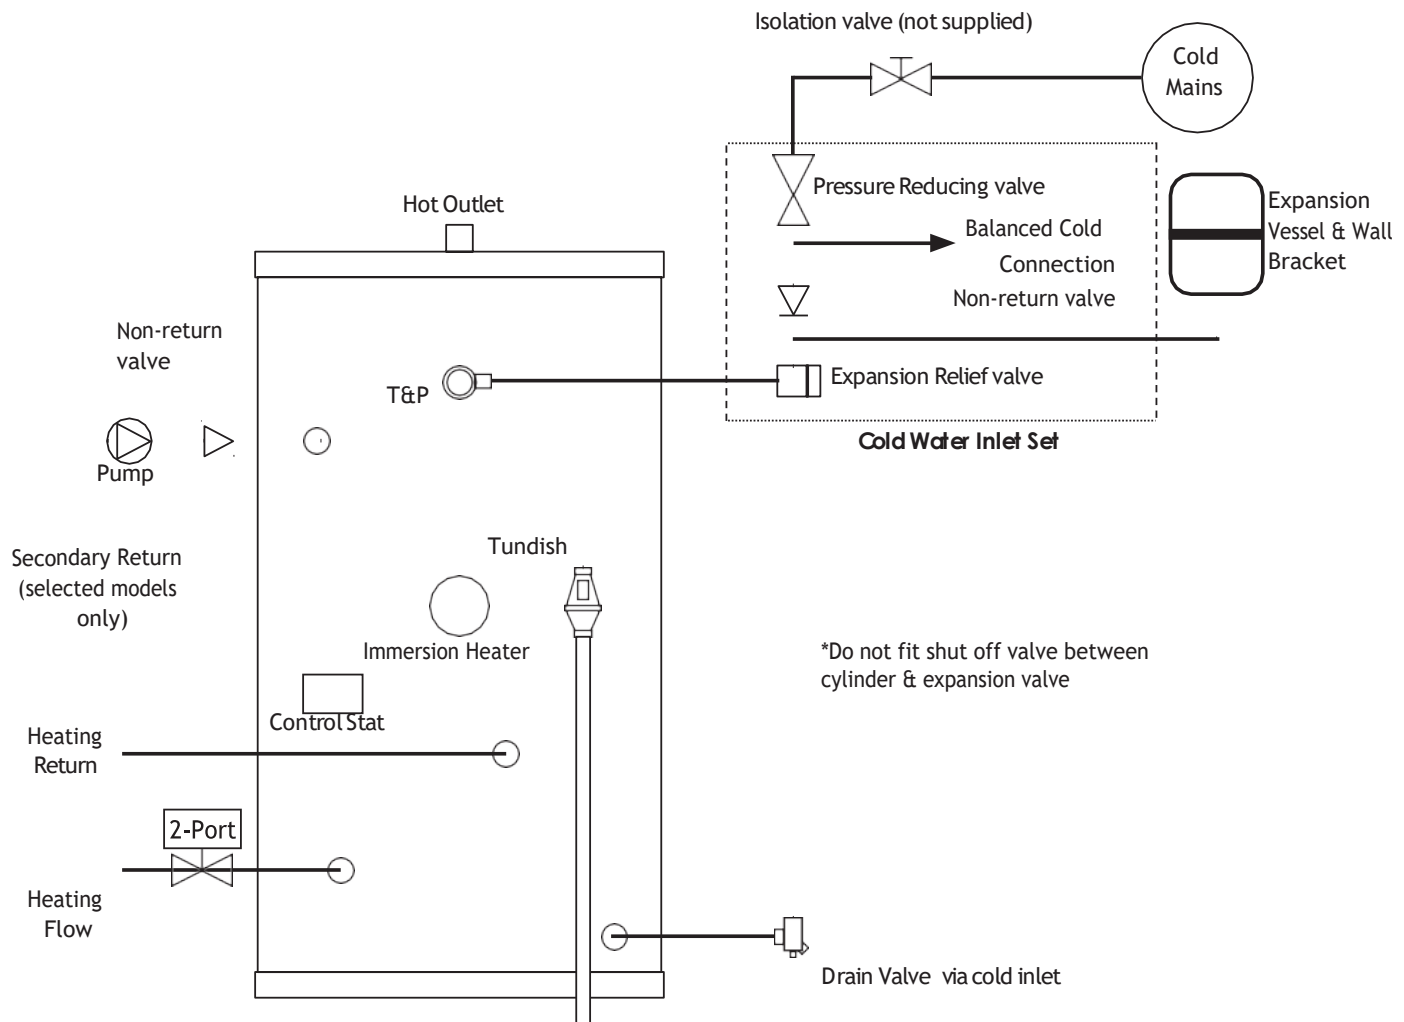 Isolation valve (not supplied)
Cold
Mains
Pressure Reducing valve
Balanced Cold
Connection
Non-return valve
Expansion
Vessel & Wall
Bracket
Expansion Relief valve
Cold Water Inlet Set
Hot Outlet
Non-return
valve
T&P
Pump
Secondary Return
(selected models
only)
Tundish
Immersion Heater
*Do not fit shut off valve between
cylinder & expansion valve
Control Stat
Heating
Return
2-Port
Heating
Flow
Drain Valve via cold inlet